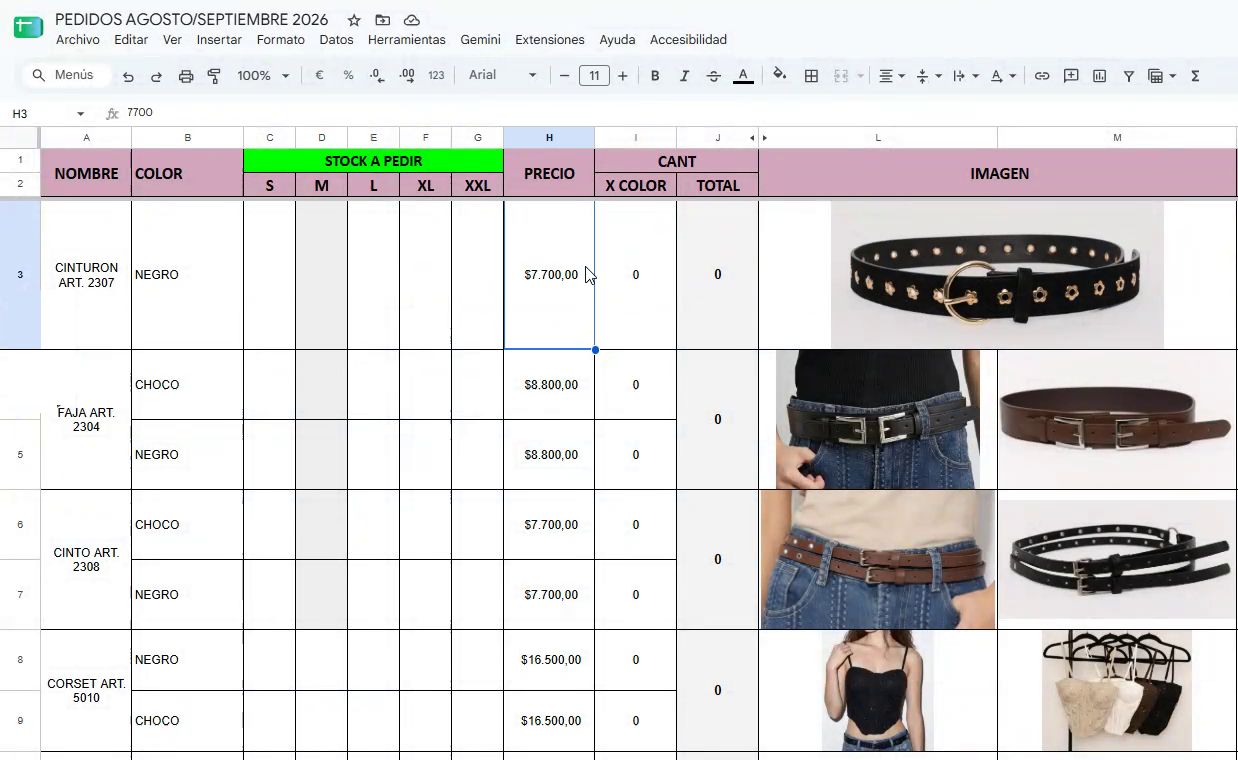 PEDIDOS AGOSTO/SEPTIEMBRE 2026
Archivo Editar Ver Insertar Formato Datos Herramientas Gemini Extensiones Ayuda Accesibilidad
Menús 100% € % .0 .00 123 Arial 11 B I S A Σ
H3 fx 7700
A B C D E F G H I J L M
1 NOMBRE COLOR STOCK A PEDIR PRECIO CANT IMAGEN
2 S M L XL XXL X COLOR TOTAL
3 CINTURON ART. 2307 NEGRO $7.700,00 0 0
FAJA ART. 2304 CHOCO $8.800,00 0 0
5 NEGRO $8.800,00 0
6 CINTO ART. 2308 CHOCO $7.700,00 0 0
7 NEGRO $7.700,00 0
8 CORSET ART. 5010 NEGRO $16.500,00 0 0
9 CHOCO $16.500,00 0